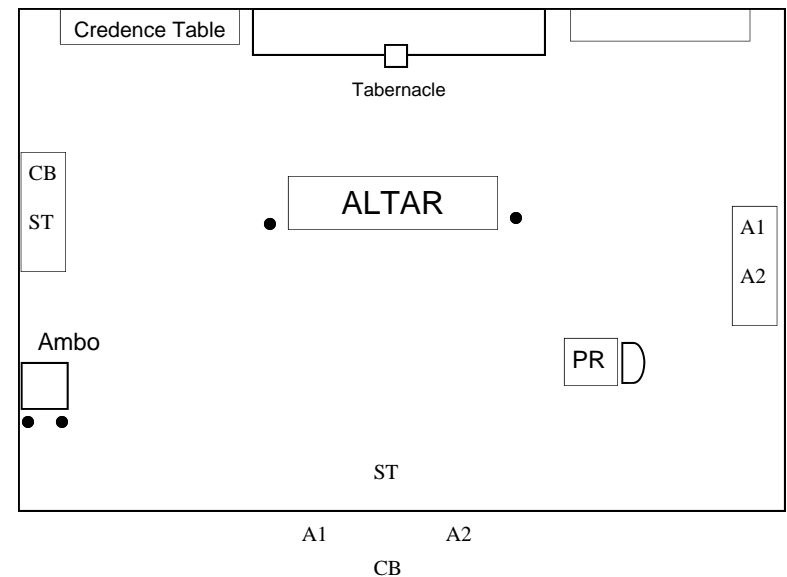 Credence Table
Tabernacle
CB
ALTAR
ST
A1
A2
Ambo
PR
ST
A1 A2
CB